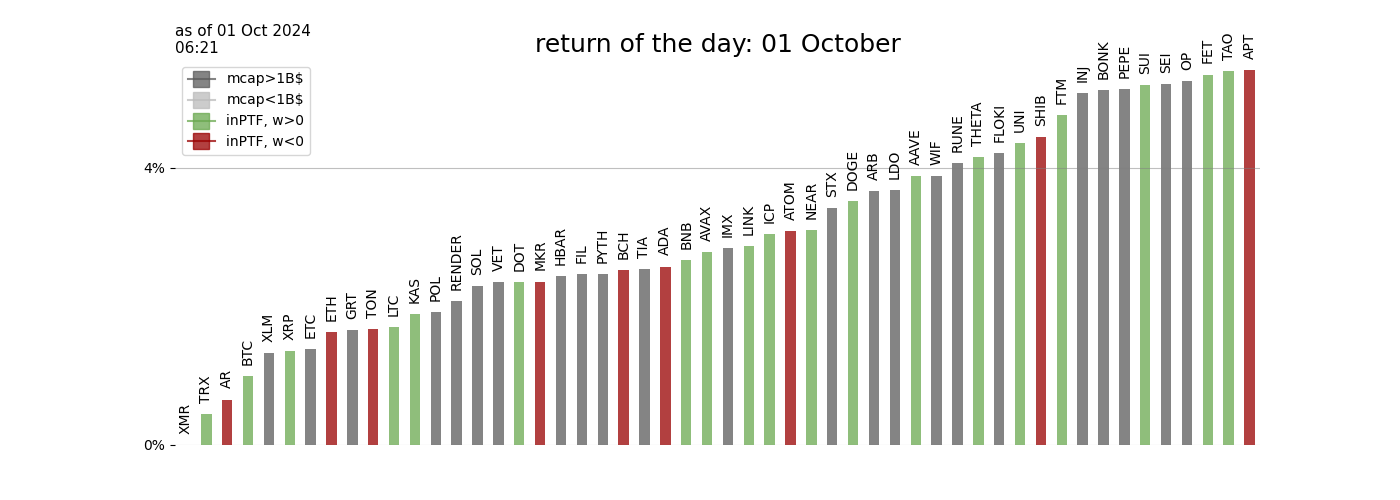 as of 01 Oct 2024
06:21
return of the day: 01 October
mcap>1B$
mcap<1B$
inPTF, w>0
inPTF, w<0
4%
0%
XMR
TRX
AR
BTC
XLM
XRP
ETC
ETH
GRT
TON
LTC
KAS
POL
RENDER
SOL
VET
DOT
MKR
HBAR
FIL
PYTH
BCH
TIA
ADA
BNB
AVAX
IMX
LINK
ICP
ATOM
NEAR
STX
DOGE
ARB
LDO
AAVE
WIF
RUNE
THETA
FLOKI
UNI
SHIB
FTM
INJ
BONK
PEPE
SUI
SEI
OP
FET
TAO
APT